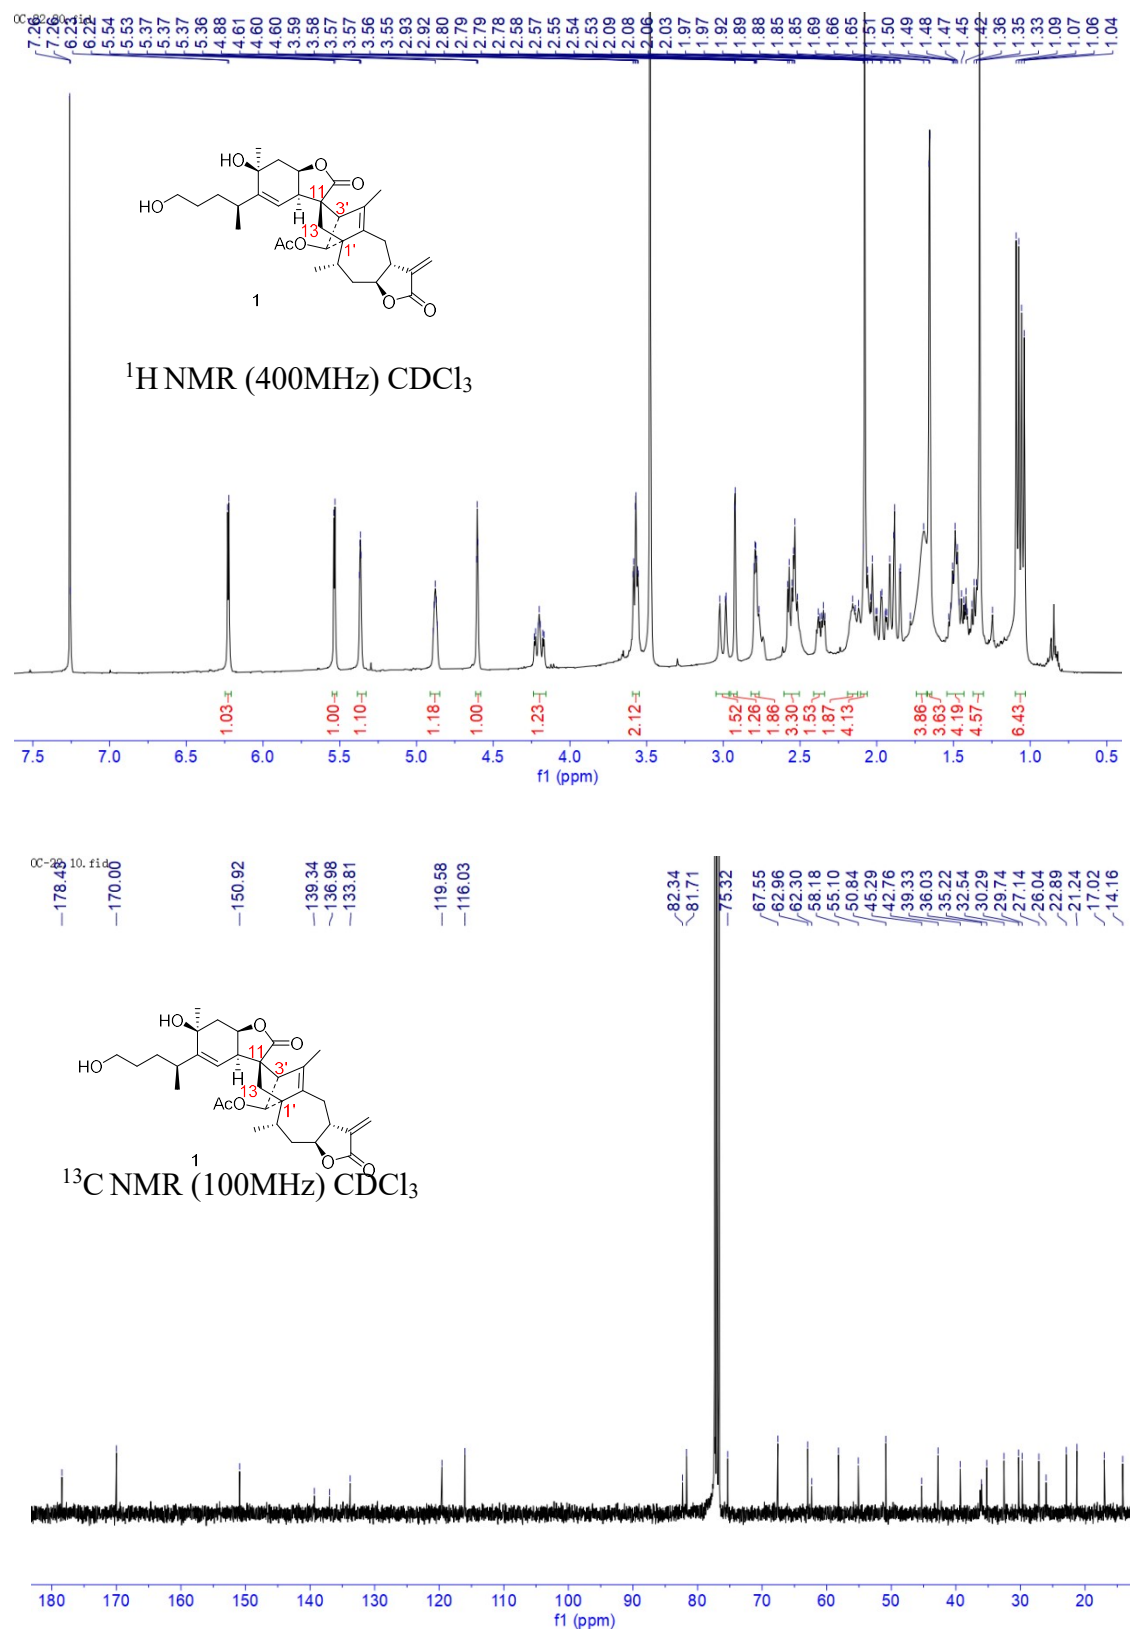 OC-22.20.fid
7.26 7.26 6.23 6.22 5.54 5.53 5.37 5.37 5.37 5.36 4.88 4.61 4.60 4.60 3.59 3.58 3.57 3.57 3.56 3.55 2.93 2.92 2.80 2.79 2.79 2.78 2.58 2.57 2.55 2.54 2.53 2.09 2.08 2.06 2.03 1.97 1.97 1.92 1.89 1.88 1.85 1.85 1.69 1.66 1.65 1.51 1.50 1.49 1.48 1.47 1.45 1.42 1.36 1.35 1.33 1.09 1.07 1.06 1.04
HO
O
O
11
3'
HO
H
13
AcO
1'
1
O
O
1H NMR (400MHz) CDCl3
1.03 1.00 1.10 1.18 1.00 1.23 2.12 1.52 1.26 1.86 3.30 1.53 1.87 4.13 3.86 3.63 4.19 4.57 6.43
7.5 7.0 6.5 6.0 5.5 5.0 4.5 4.0 3.5 3.0 2.5 2.0 1.5 1.0 0.5
f1 (ppm)
178.43 170.00 150.92 139.34 136.98 133.81 119.58 116.03 82.34 81.71 75.32 67.55 62.96 62.30 58.18 55.10 50.84 45.29 42.76 39.33 36.03 35.22 32.54 30.29 29.74 27.14 26.04 22.89 21.24 17.02 14.16
HO
O
O
11
3'
HO
H
13
AcO
1'
1
O
O
13C NMR (100MHz) CDCl3
180 170 160 150 140 130 120 110 100 90 80 70 60 50 40 30 20
f1 (ppm)